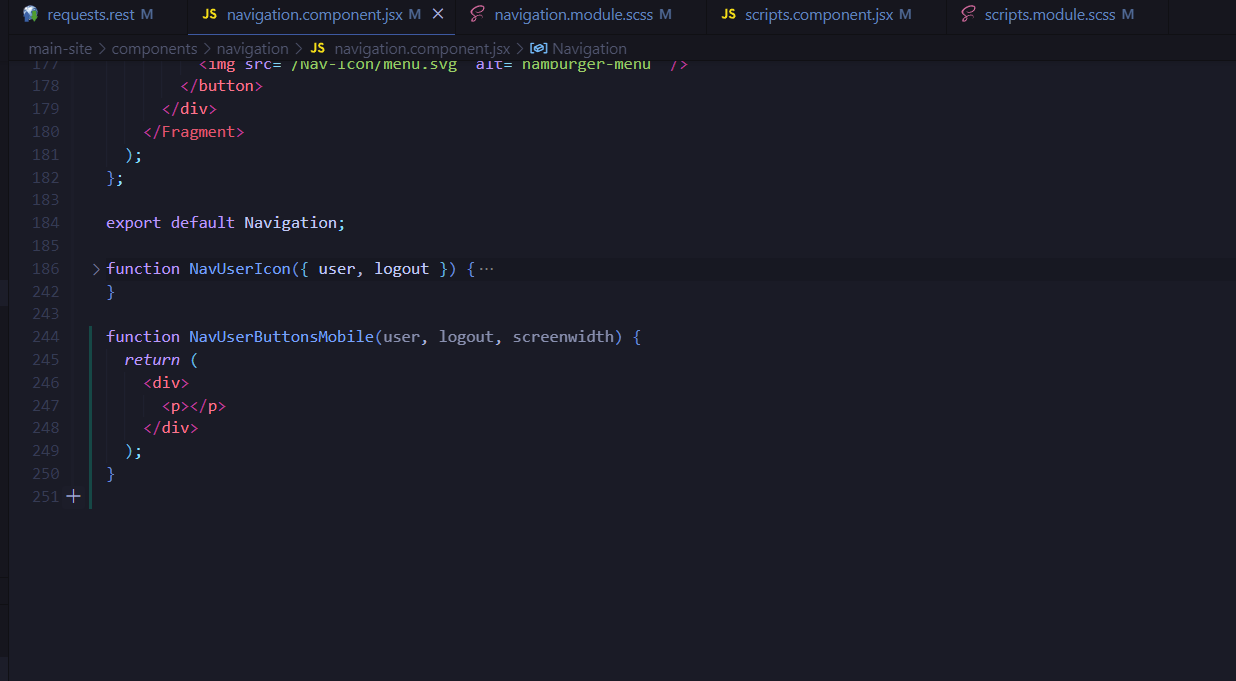 requests.rest M JS navigation.component.jsx M × navigation.module.scss M JS scripts.component.jsx M scripts.module.scss M
main-site > components > navigation > JS navigation.component.jsx > Navigation
177 <img src="/Nav-Icon/menu.svg" alt="hamburger-menu" />
178 </button>
179 </div>
180 </Fragment>
181 );
182 };
183
184 export default Navigation;
185
186 > function NavUserIcon({ user, logout }) { ···
242 }
243
244 function NavUserButtonsMobile(user, logout, screenwidth) {
245 return (
246 <div>
247 <p></p>
248 </div>
249 );
250 }
251 +